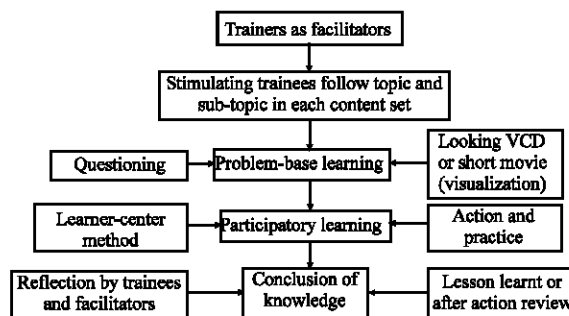 Trainers as facilitators
Stimulating trainees follow topic and
sub-topic in each content set
Questioning
Problem-base learning
Looking VCD
or short movie
(visualization)
Learner-center
method
Participatory learning
Action and
practice
Reflection by trainees
and facilitators
Conclusion of
knowledge
Lesson learnt or
after action review